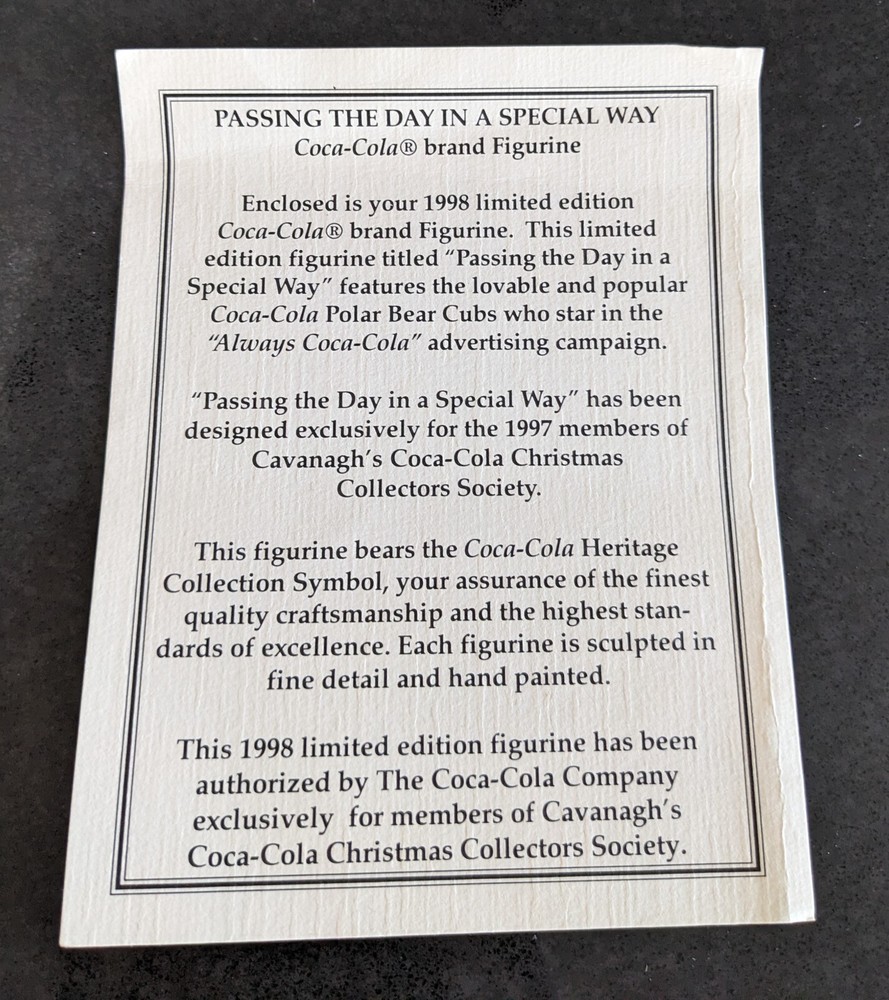 PASSING THE DAY IN A SPECIAL WAY
Coca-Cola® brand Figurine
Enclosed is your 1998 limited edition
Coca-Cola® brand Figurine. This limited
edition figurine titled “Passing the Day in a
Special Way” features the lovable and popular
Coca-Cola Polar Bear Cubs who star in the
“Always Coca-Cola” advertising campaign.
“Passing the Day in a Special Way” has been
designed exclusively for the 1997 members of
Cavanagh’s Coca-Cola Christmas
Collectors Society.
This figurine bears the Coca-Cola Heritage
Collection Symbol, your assurance of the finest
quality craftsmanship and the highest stan-
dards of excellence. Each figurine is sculpted in
fine detail and hand painted.
This 1998 limited edition figurine has been
authorized by The Coca-Cola Company
exclusively for members of Cavanagh’s
Coca-Cola Christmas Collectors Society.